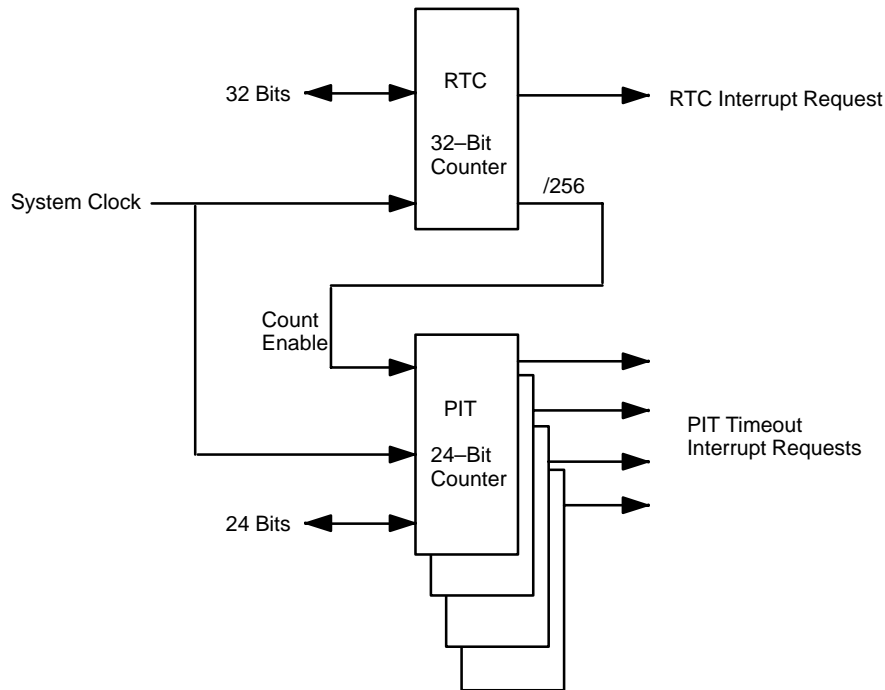 RTC
32 Bits
RTC Interrupt Request
32–Bit
Counter
/256
System Clock
Count
Enable
PIT
PIT Timeout
Interrupt Requests
24–Bit
Counter
24 Bits